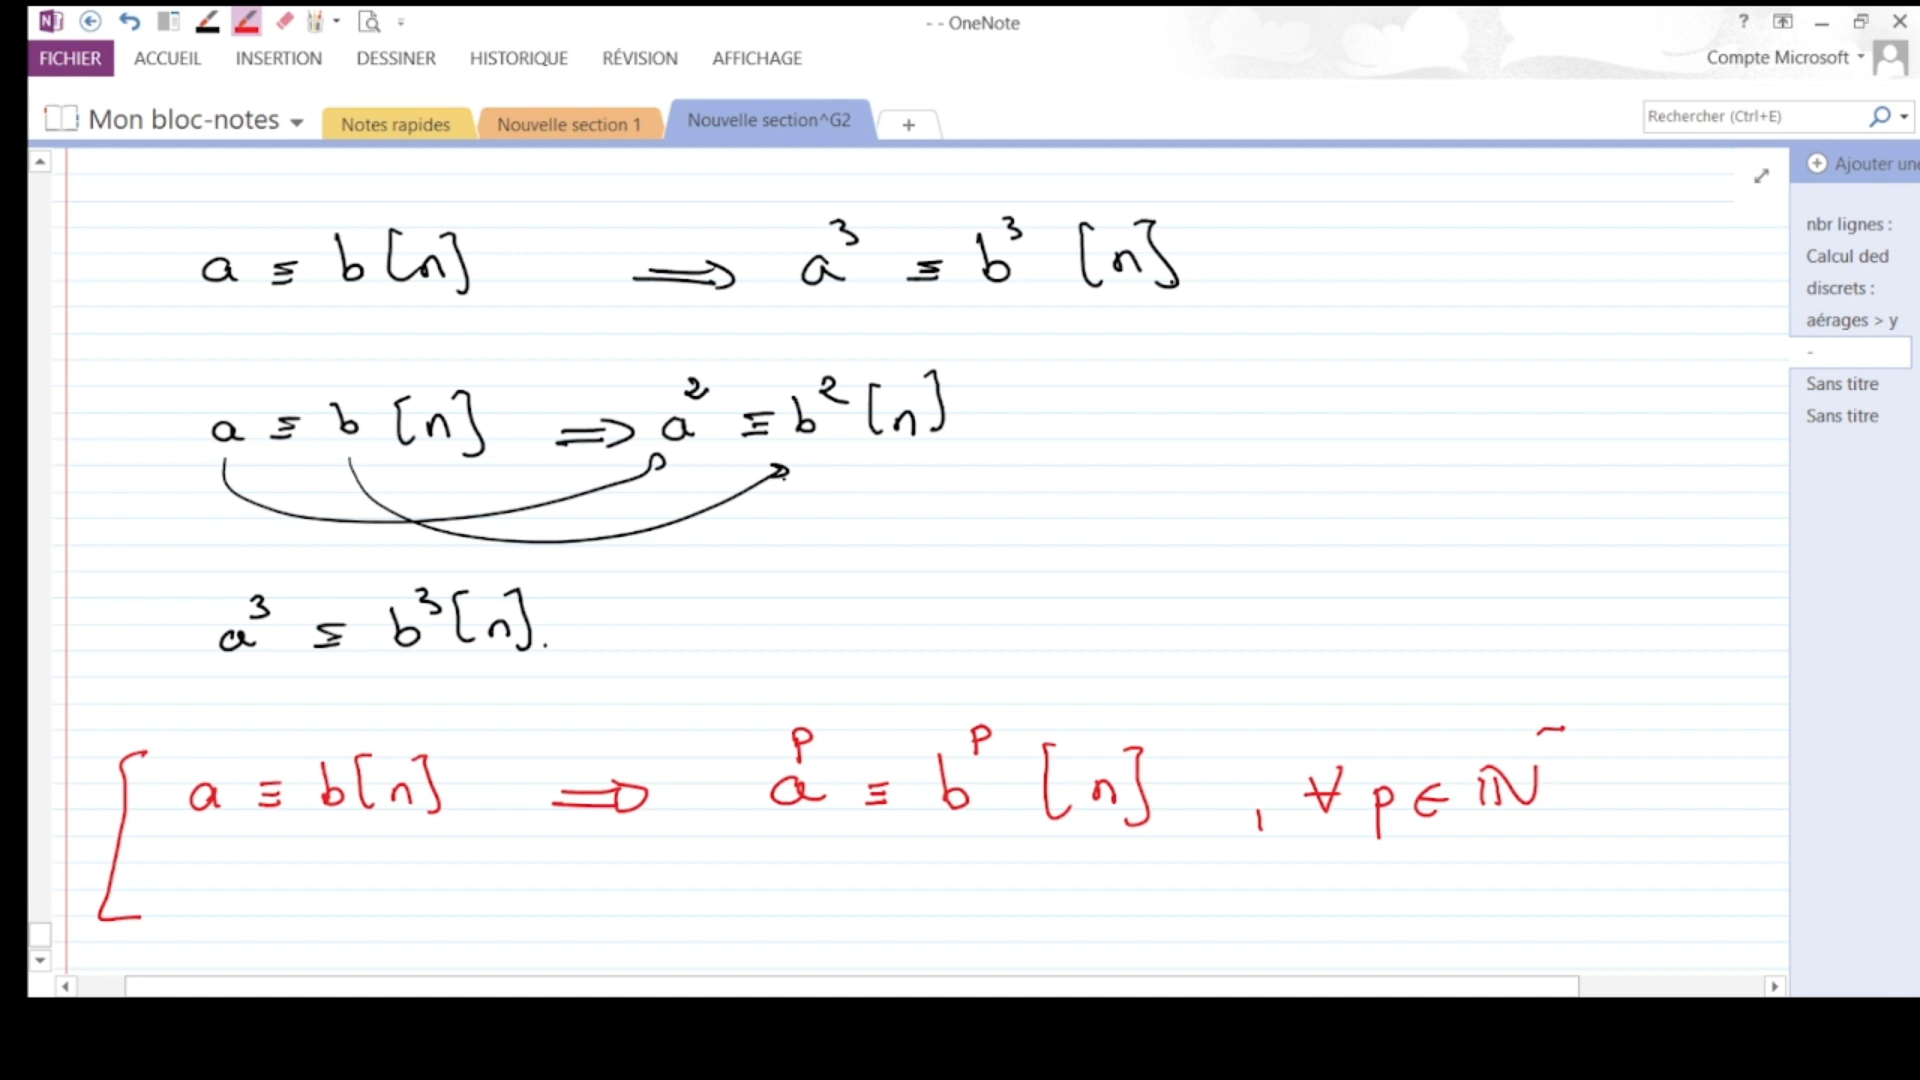 - - OneNote
?
FICHIER ACCUEIL INSERTION DESSINER HISTORIQUE RÉVISION AFFICHAGE
Compte Microsoft
Mon bloc-notes Notes rapides Nouvelle section 1 Nouvelle section^G2 +
Rechercher (Ctrl+E)
Ajouter une
nbr lignes :
Calcul ded
discrets :
aérages > y
-
Sans titre
Sans titre
a ≡ b [n] ⟹ a³ ≡ b³ [n]
a ≡ b [n] ⟹ a² ≡ b² [n]
a³ ≡ b³ [n].
a ≡ b [n] ⟹ aᵖ ≡ bᵖ [n] , ∀ p ∈ ℕ